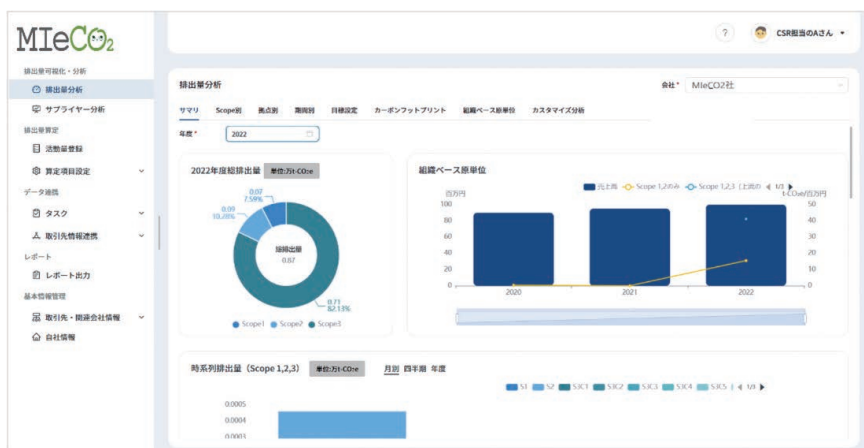 MIeCO2
? CSR担当のAさん
排出量可視化・分析
排出量分析
サプライヤー分析
排出量算定
活動量登録
算定項目設定
データ連携
タスク
取引先情報連携
レポート
レポート出力
基本情報管理
取引先・関連会社情報
自社情報
排出量分析
会社* MIeCO2社
サマリ Scope別 拠点別 期間別 目標設定 カーボンフットプリント 組織ベース原単位 カスタマイズ分析
年度* 2022
2022年度総排出量 単位:万t-CO2e
0.07
7.59%
0.09
10.28%
総排出量
0.87
0.71
82.13%
Scope1 Scope2 Scope3
組織ベース原単位
売上高 Scope 1,2のみ Scope 1,2,3（上流の 1/3
百万円 t-CO2e/百万円
100 50
80 40
60 30
40 20
20 10
0 0
2020 2021 2022
時系列排出量（Scope 1,2,3） 単位:万t-CO2e 月別 四半期 年度
S1 S2 S3C1 S3C2 S3C3 S3C4 S3C5 1/3
0.0005
0.0004
0.0003